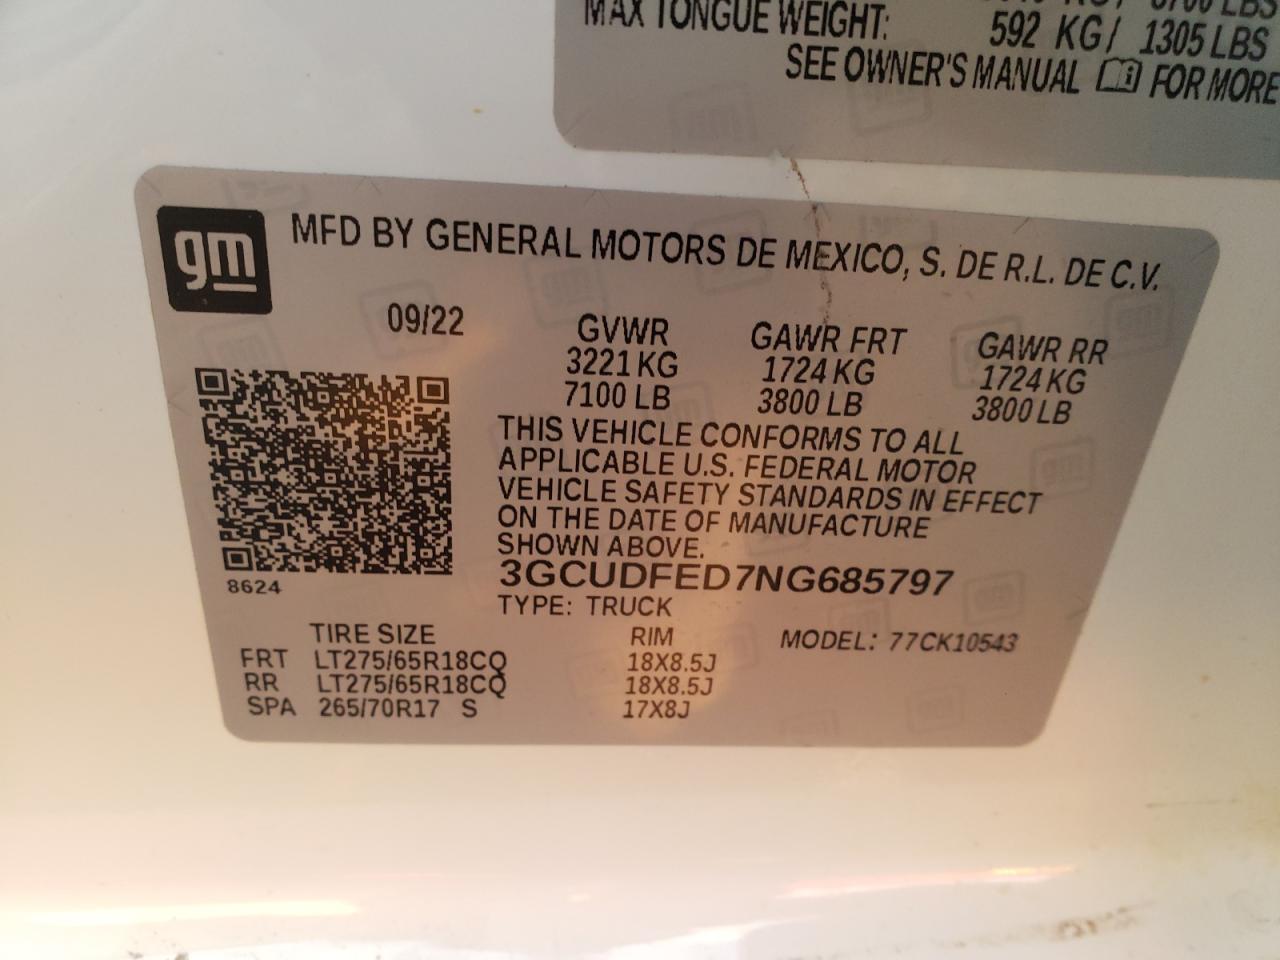 MAX TONGUE WEIGHT: 592 KG/ 1305 LBS
SEE OWNER'S MANUAL FOR MORE
gm MFD BY GENERAL MOTORS DE MEXICO, S. DE R.L. DE C.V.
09/22 GVWR GAWR FRT GAWR RR
3221 KG 1724 KG 1724 KG
7100 LB 3800 LB 3800 LB
THIS VEHICLE CONFORMS TO ALL
APPLICABLE U.S. FEDERAL MOTOR
VEHICLE SAFETY STANDARDS IN EFFECT
ON THE DATE OF MANUFACTURE
SHOWN ABOVE.
3GCUDFED7NG685797
8624
TYPE: TRUCK
TIRE SIZE RIM MODEL: 77CK10543
FRT LT275/65R18CQ 18X8.5J
RR LT275/65R18CQ 18X8.5J
SPA 265/70R17 S 17X8J